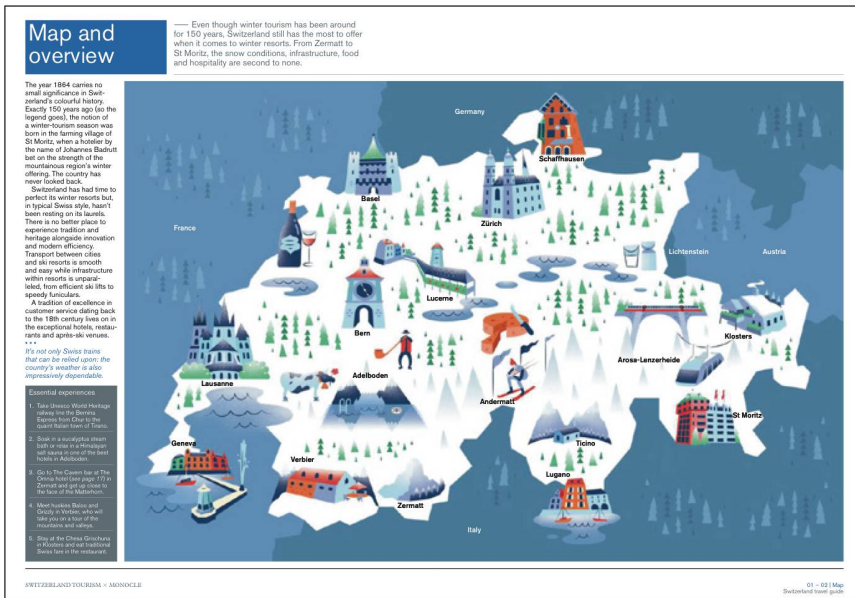 Map and
overview
— Even though winter tourism has been around
for 150 years, Switzerland still has the most to offer
when it comes to winter resorts. From Zermatt to
St Moritz, the snow conditions, infrastructure, food
and hospitality are second to none.
The year 1864 carries no
small significance in Swit-
zerland's colourful history.
Exactly 150 years ago (so the
legend goes), the notion of
a winter-tourism season was
born in the farming village of
St Moritz, when a hotelier by
the name of Johannes Badrutt
bet on the strength of the
mountainous region's winter
offering. The country has
never looked back.
Switzerland has had time to
perfect its winter resorts but,
in typical Swiss style, hasn't
been resting on its laurels.
There is no better place to
experience tradition and
heritage alongside innovation
and modern efficiency.
Transport between cities
and ski resorts is smooth
and easy while infrastructure
within resorts is unparal-
leled, from efficient ski lifts to
speedy funiculars.
A tradition of excellence in
customer service dating back
to the 18th century lives on in
the exceptional hotels, restau-
rants and après-ski venues.
•••
It's not only Swiss trains
that can be relied upon: the
country's weather is also
impressively dependable.
Essential experiences
1. Take Unesco World Heritage
railway line the Bernina
Express from Chur to the
quaint Italian town of Tirano.
2. Soak in a eucalyptus steam
bath or relax in a Himalayan
salt sauna in one of the best
hotels in Adelboden.
3. Go to The Cavern bar at The
Omnia hotel (see page 17) in
Zermatt and get up close to
the face of the Matterhorn.
4. Meet huskies Balou and
Grizzly in Verbier, who will
take you on a tour of the
mountains and valleys.
5. Stay at the Chesa Grischuna
in Klosters and eat traditional
Swiss fare in the restaurant.
Germany
Schaffhausen
Basel
Zürich
France
Lichtenstein
Austria
Lucerne
Bern
Klosters
Arosa-Lenzerheide
Adelboden
Lausanne
Andermatt
St Moritz
Geneva
Ticino
Verbier
Lugano
Zermatt
Italy
SWITZERLAND TOURISM × MONOCLE
01 – 02 | Map
Switzerland travel guide